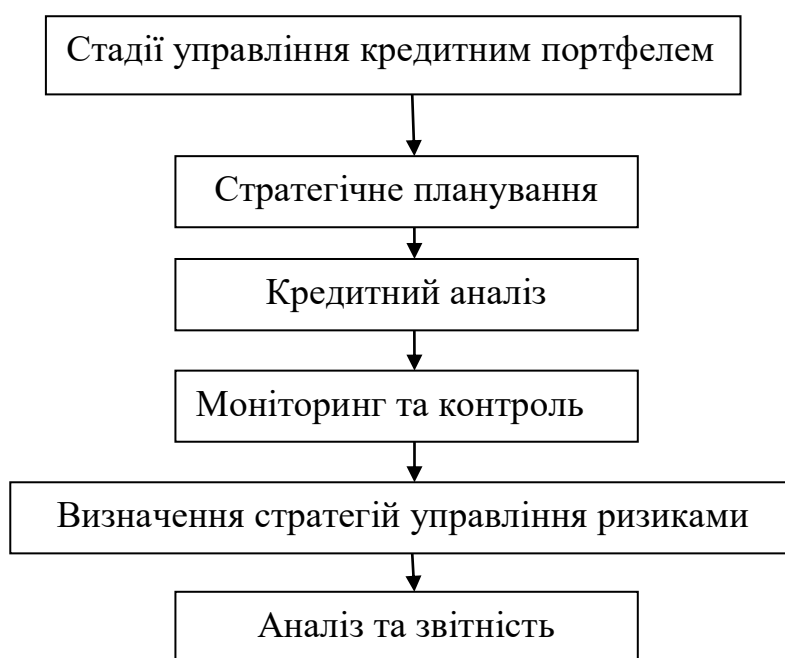 Стадії управління кредитним портфелем
Стратегічне планування
Кредитний аналіз
Моніторинг та контроль
Визначення стратегій управління ризиками
Аналіз та звітність